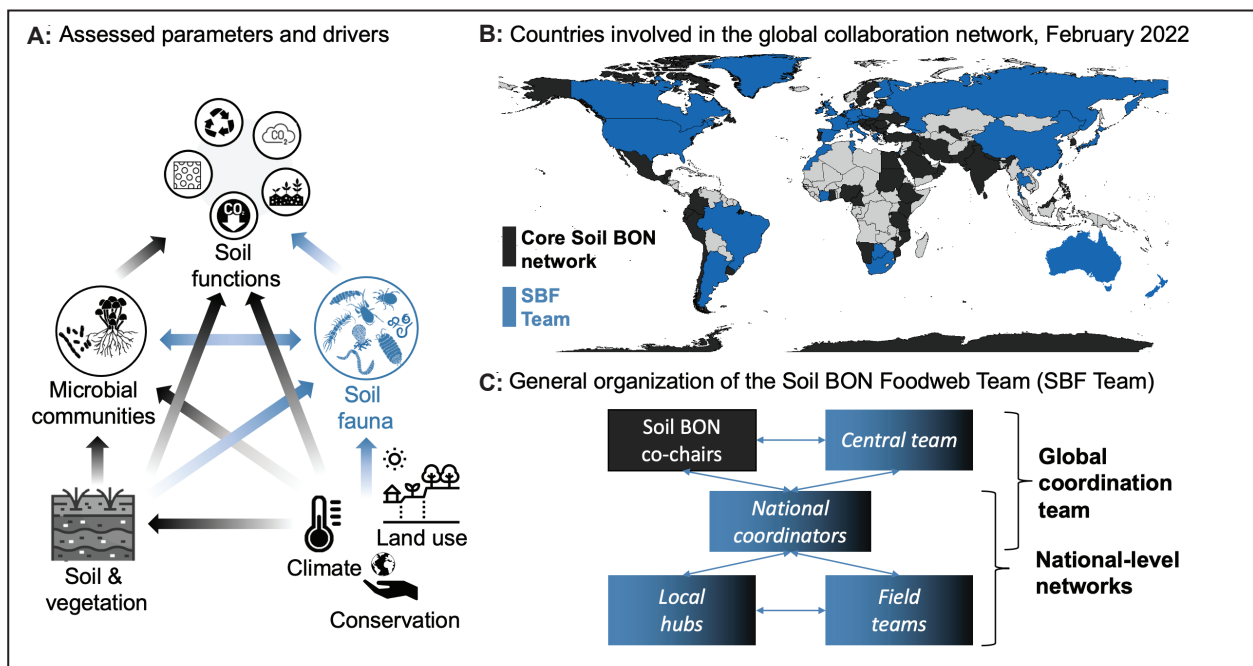 A: Assessed parameters and drivers
CO2
CO2
Soil
functions
Microbial
communities
Soil
fauna
Soil &
vegetation
Climate
Land use
Conservation
B: Countries involved in the global collaboration network, February 2022
Core Soil BON
network
SBF
Team
C: General organization of the Soil BON Foodweb Team (SBF Team)
Soil BON
co-chairs
Central team
National
coordinators
Local
hubs
Field
teams
Global
coordination
team
National-level
networks